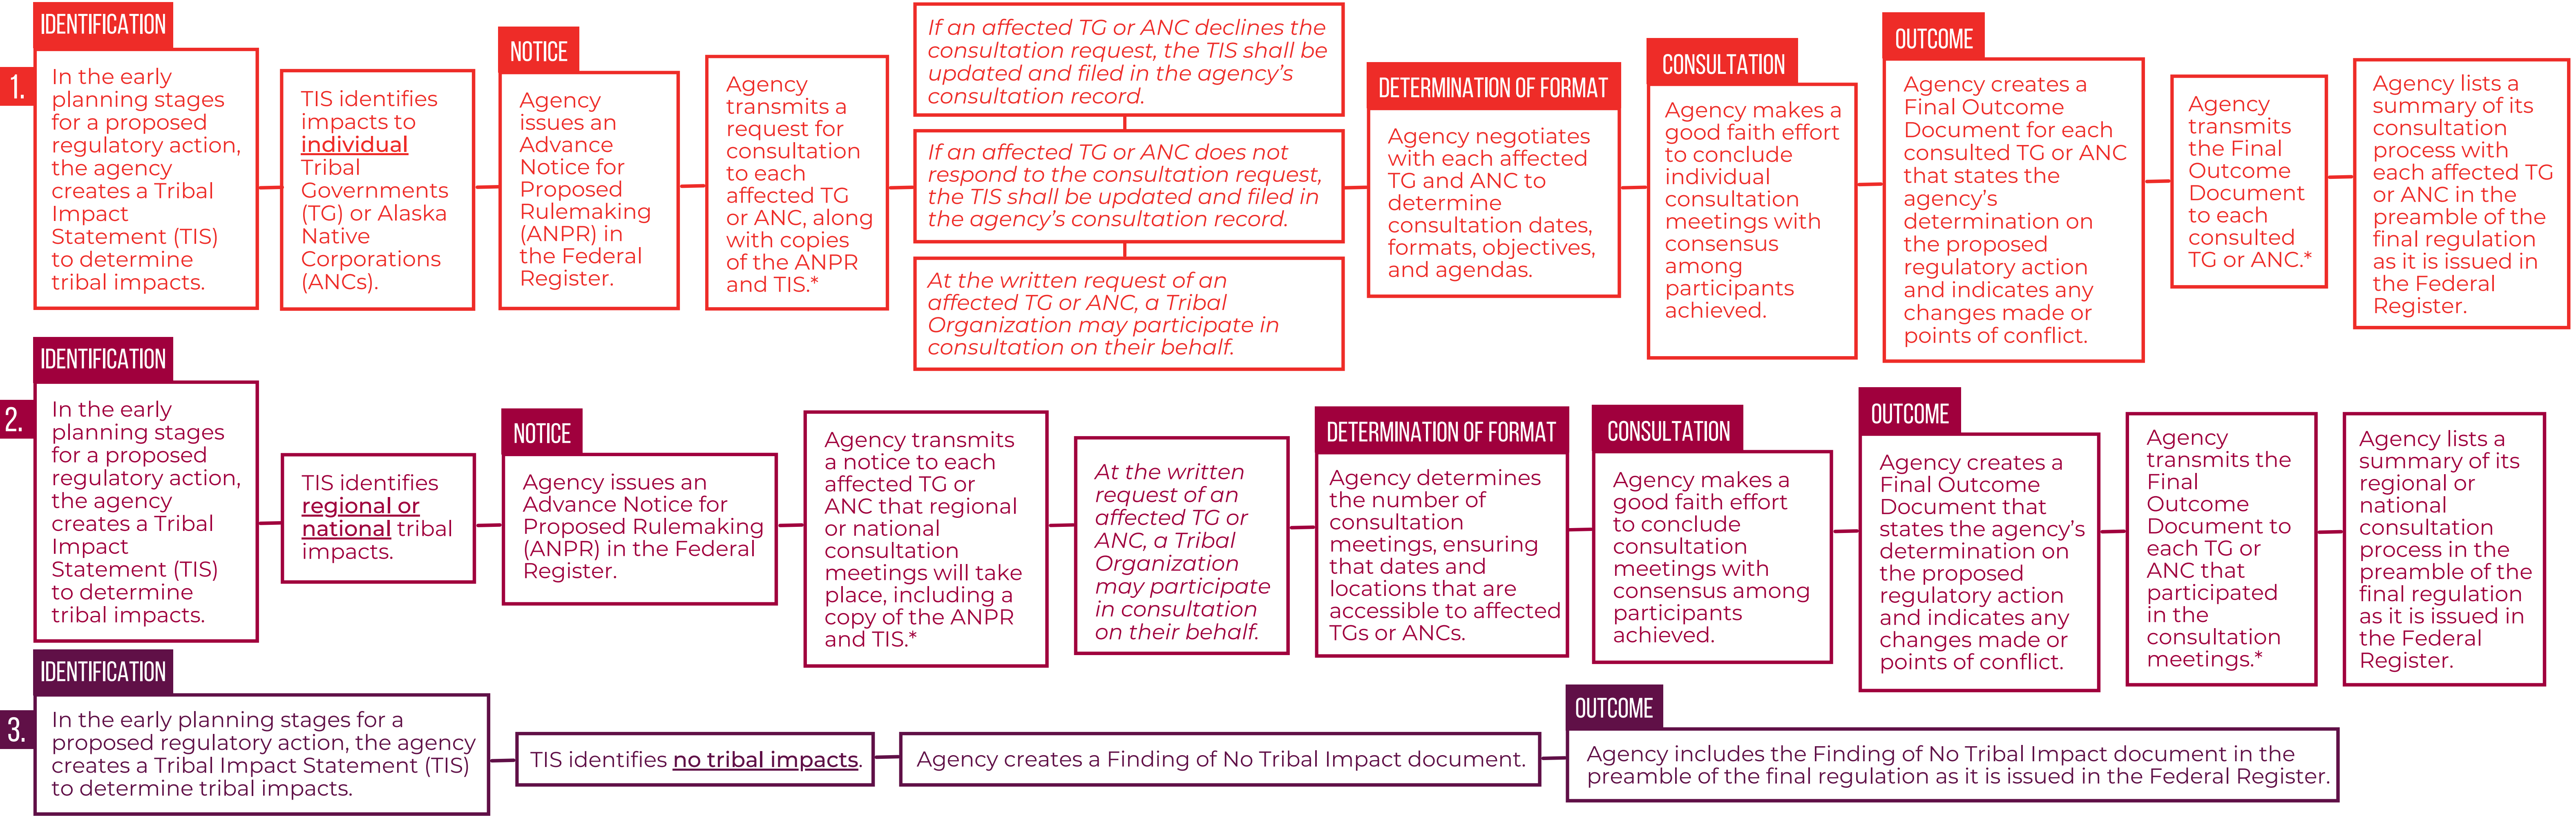 1.
IDENTIFICATION
In the early
planning stages
for a proposed
regulatory action,
the agency
creates a Tribal
Impact
Statement (TIS)
to determine
tribal impacts.
TIS identifies
impacts to
individual
Tribal
Governments
(TG) or Alaska
Native
Corporations
(ANCs).
NOTICE
Agency
issues an
Advance
Notice for
Proposed
Rulemaking
(ANPR) in
the Federal
Register.
Agency
transmits a
request for
consultation
to each
affected TG
or ANC, along
with copies
of the ANPR
and TIS.*
If an affected TG or ANC declines the
consultation request, the TIS shall be
updated and filed in the agency's
consultation record.
If an affected TG or ANC does not
respond to the consultation request,
the TIS shall be updated and filed in
the agency's consultation record.
At the written request of an
affected TG or ANC, a Tribal
Organization may participate in
consultation on their behalf.
DETERMINATION OF FORMAT
Agency negotiates
with each affected
TG and ANC to
determine
consultation dates,
formats, objectives,
and agendas.
CONSULTATION
Agency makes a
good faith effort
to conclude
individual
consultation
meetings with
consensus
among
participants
achieved.
OUTCOME
Agency creates a
Final Outcome
Document for each
consulted TG or ANC
that states the
agency's
determination on
the proposed
regulatory action
and indicates any
changes made or
points of conflict.
Agency
transmits
the Final
Outcome
Document
to each
consulted
TG or ANC.*
Agency lists a
summary of its
consultation
process with
each affected TG
or ANC in the
preamble of the
final regulation
as it is issued in
the Federal
Register.
2.
IDENTIFICATION
In the early
planning stages
for a proposed
regulatory action,
the agency
creates a Tribal
Impact
Statement (TIS)
to determine
tribal impacts.
TIS identifies
regional or
national tribal
impacts.
NOTICE
Agency issues an
Advance Notice for
Proposed Rulemaking
(ANPR) in the Federal
Register.
Agency transmits
a notice to each
affected TG or
ANC that regional
or national
consultation
meetings will take
place, including a
copy of the ANPR
and TIS.*
At the written
request of an
affected TG or
ANC, a Tribal
Organization
may participate
in consultation
on their behalf.
DETERMINATION OF FORMAT
Agency determines
the number of
consultation
meetings, ensuring
that dates and
locations that are
accessible to affected
TGs or ANCs.
CONSULTATION
Agency makes a
good faith effort
to conclude
consultation
meetings with
consensus among
participants
achieved.
OUTCOME
Agency creates a
Final Outcome
Document that
states the agency's
determination on
the proposed
regulatory action
and indicates any
changes made or
points of conflict.
Agency
transmits the
Final
Outcome
Document to
each TG or
ANC that
participated
in the
consultation
meetings.*
Agency lists a
summary of its
regional or
national
consultation
process in the
preamble of the
final regulation
as it is issued in
the Federal
Register.
3.
IDENTIFICATION
In the early planning stages for a
proposed regulatory action, the agency
creates a Tribal Impact Statement (TIS)
to determine tribal impacts.
TIS identifies no tribal impacts.
Agency creates a Finding of No Tribal Impact document.
OUTCOME
Agency includes the Finding of No Tribal Impact document in the
preamble of the final regulation as it is issued in the Federal Register.